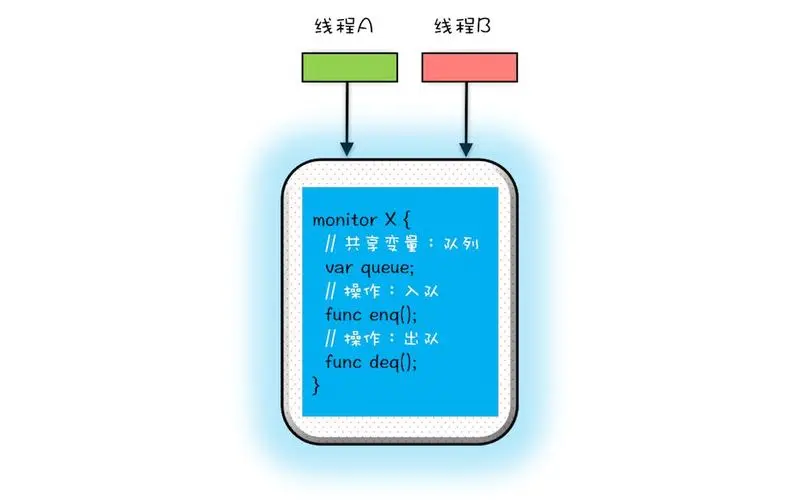 线程A 线程B
monitor X {
// 共享变量：队列
var queue;
// 操作：入队
func enq();
// 操作：出队
func deq();
}